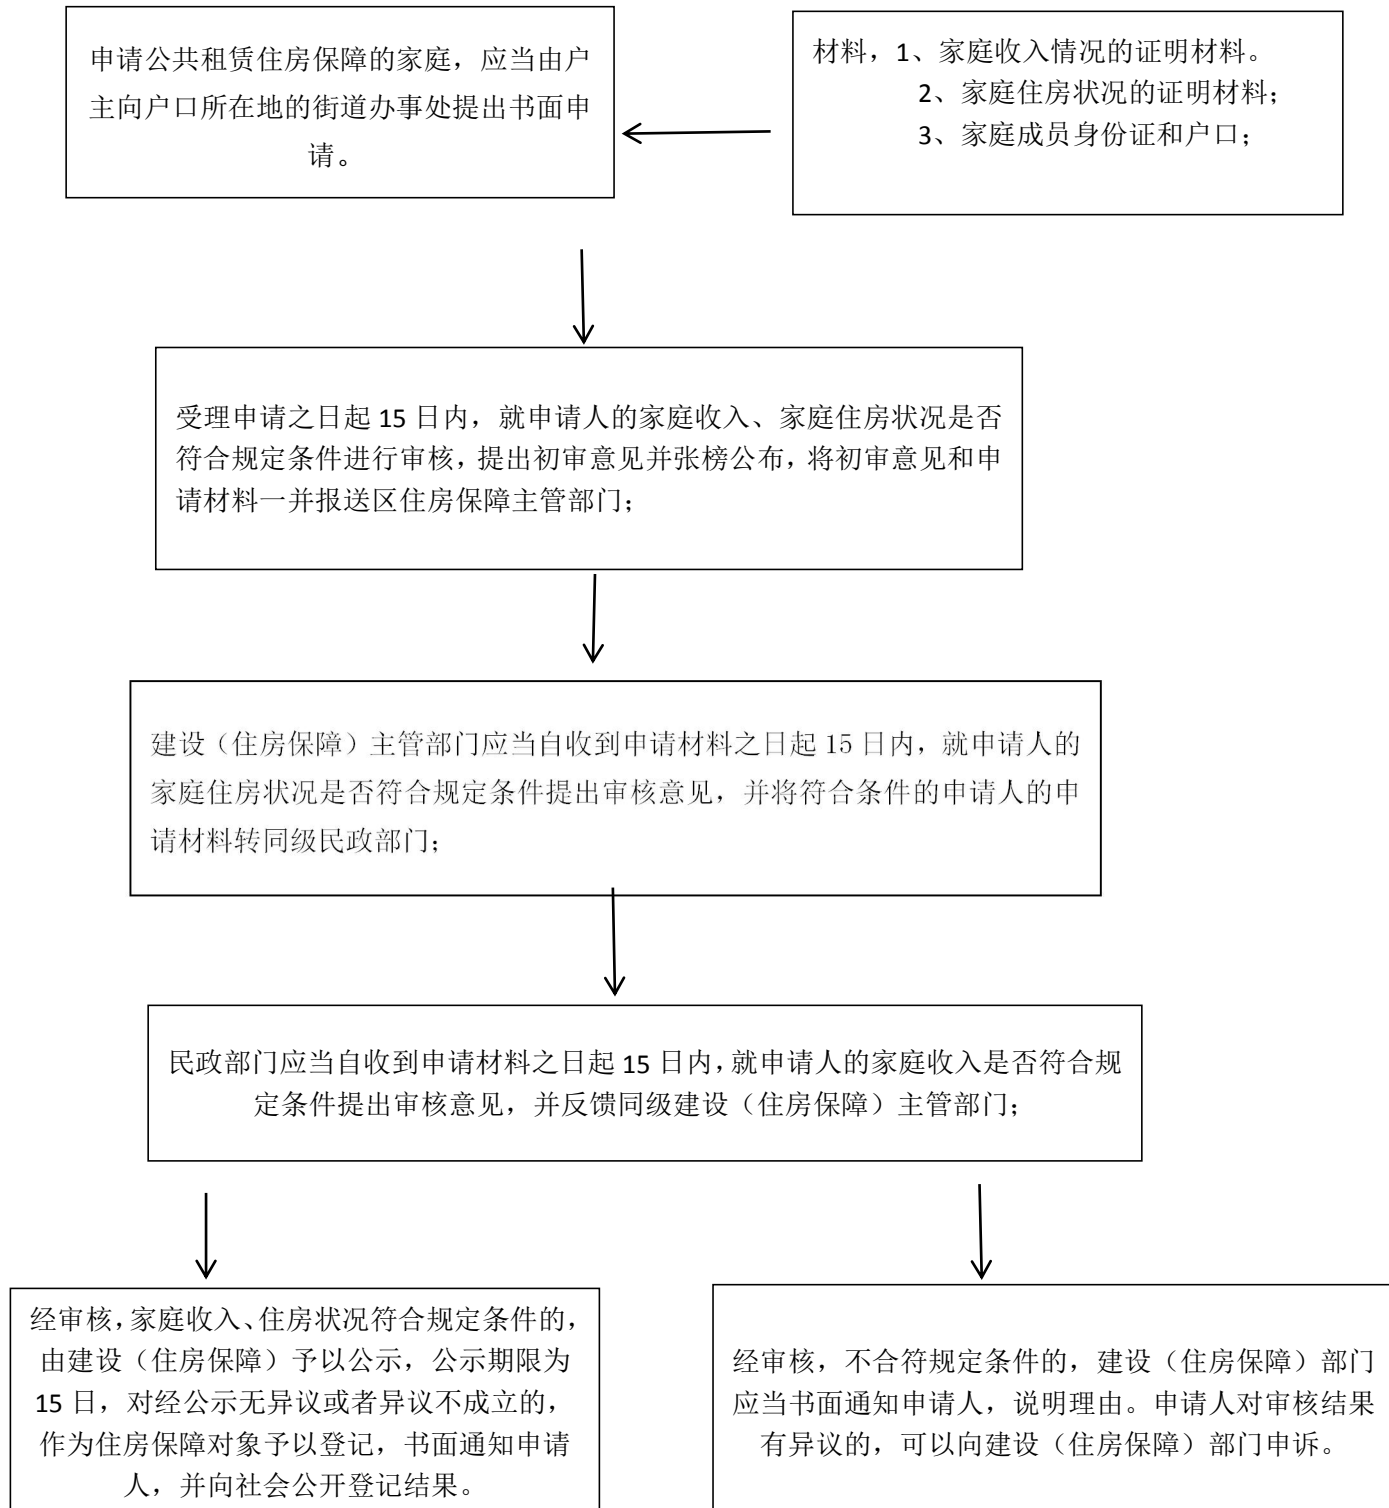 申请公共租赁住房保障的家庭，应当由户
主向户口所在地的街道办事处提出书面申
请。
材料，1、家庭收入情况的证明材料。
2、家庭住房状况的证明材料；
3、家庭成员身份证和户口；
受理申请之日起 15 日内，就申请人的家庭收入、家庭住房状况是否
符合规定条件进行审核，提出初审意见并张榜公布，将初审意见和申
请材料一并报送区住房保障主管部门；
建设（住房保障）主管部门应当自收到申请材料之日起 15 日内，就申请人的
家庭住房状况是否符合规定条件提出审核意见，并将符合条件的申请人的申
请材料转同级民政部门；
民政部门应当自收到申请材料之日起 15 日内，就申请人的家庭收入是否符合规
定条件提出审核意见，并反馈同级建设（住房保障）主管部门；
经审核，家庭收入、住房状况符合规定条件的，
由建设（住房保障）予以公示，公示期限为
15 日，对经公示无异议或者异议不成立的，
作为住房保障对象予以登记，书面通知申请
人，并向社会公开登记结果。
经审核，不合符规定条件的，建设（住房保障）部门
应当书面通知申请人，说明理由。申请人对审核结果
有异议的，可以向建设（住房保障）部门申诉。